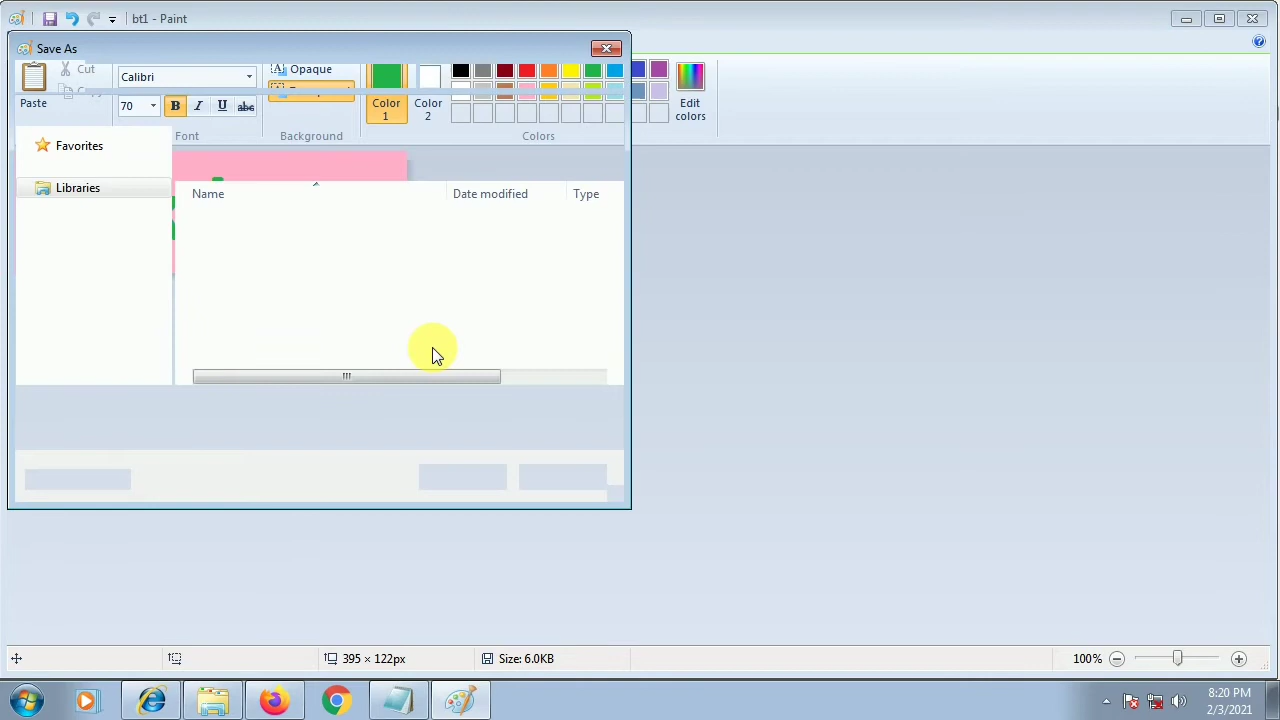 bt1 - Paint
Save As
Cut
Calibri
Opaque
Paste
70
B
I
U
abc
Color
1
Color
2
Edit
colors
Font
Background
Colors
Favorites
Libraries
Name
Date modified
Type
395 × 122px
Size: 6.0KB
100%
8:20 PM
2/3/2021